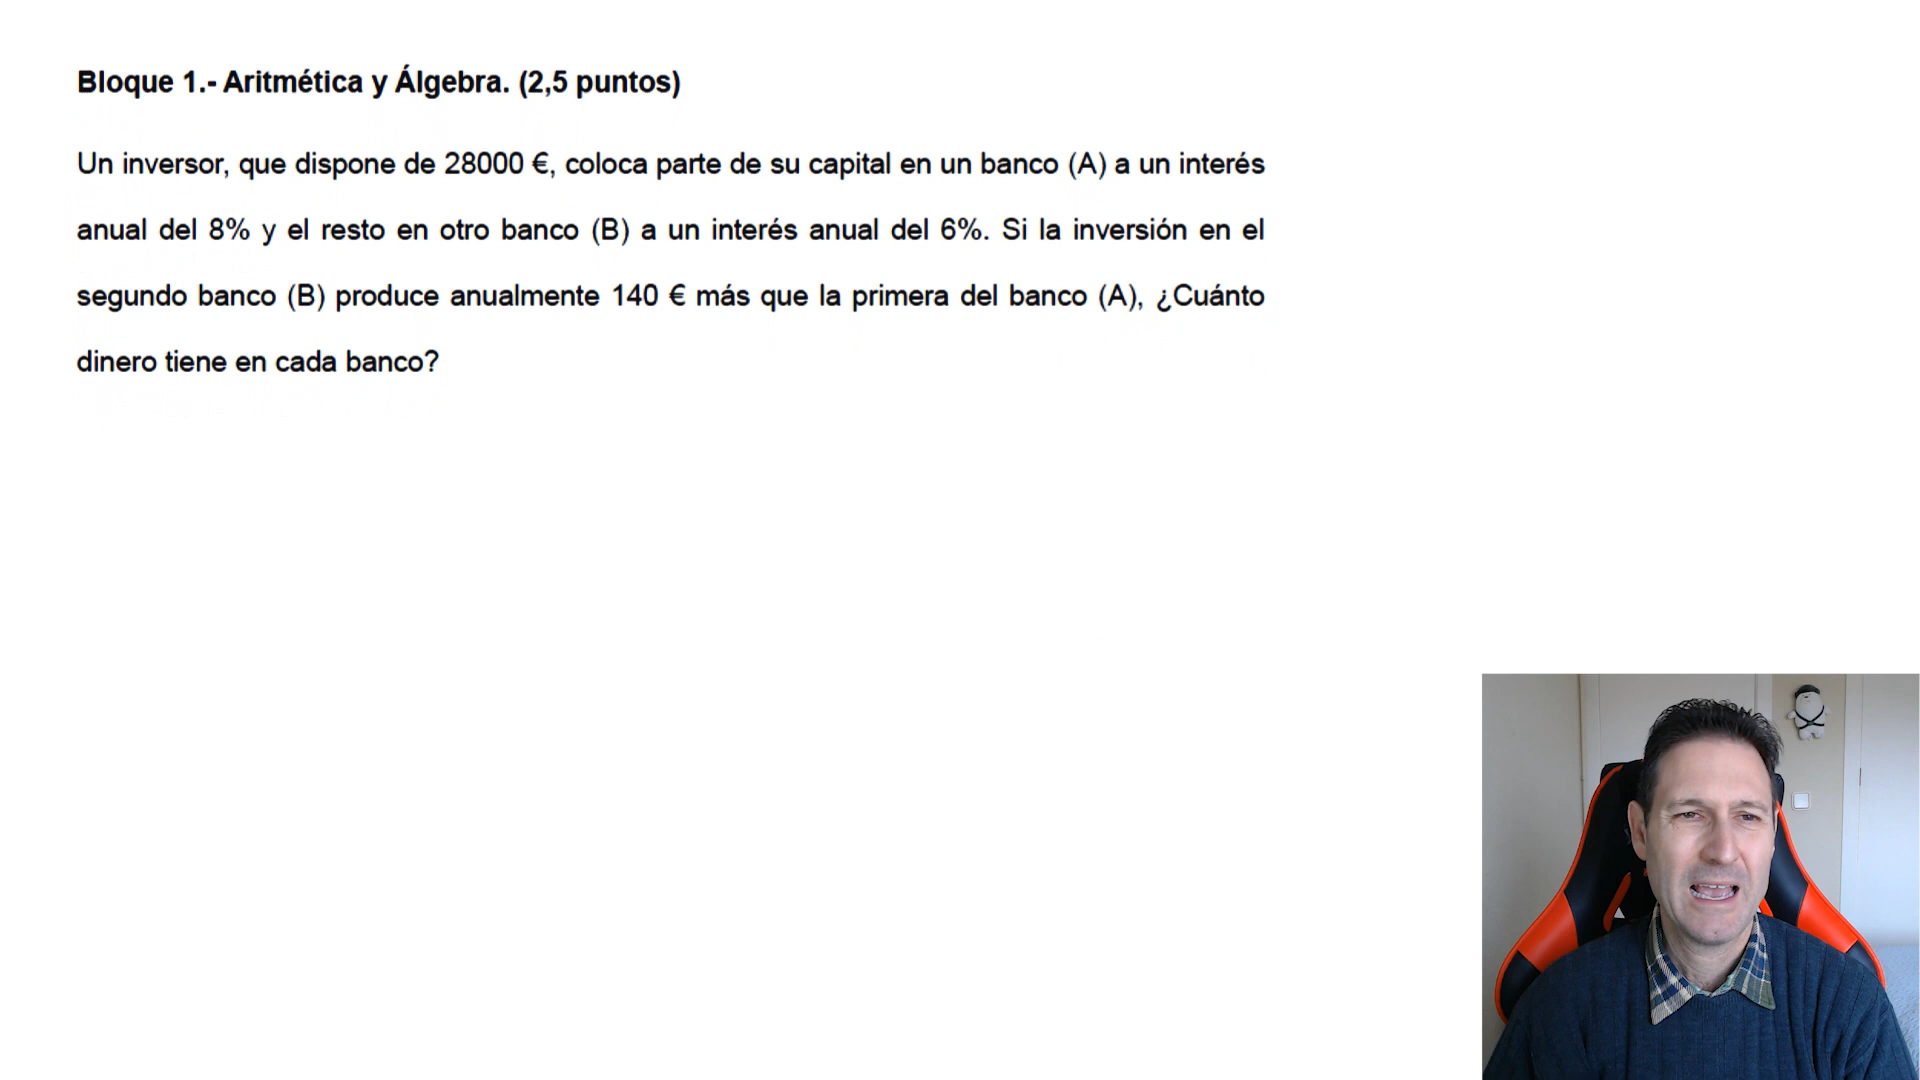 Bloque 1.- Aritmética y Álgebra. (2,5 puntos)
Un inversor, que dispone de 28000 €, coloca parte de su capital en un banco (A) a un interés
anual del 8% y el resto en otro banco (B) a un interés anual del 6%. Si la inversión en el
segundo banco (B) produce anualmente 140 € más que la primera del banco (A), ¿Cuánto
dinero tiene en cada banco?